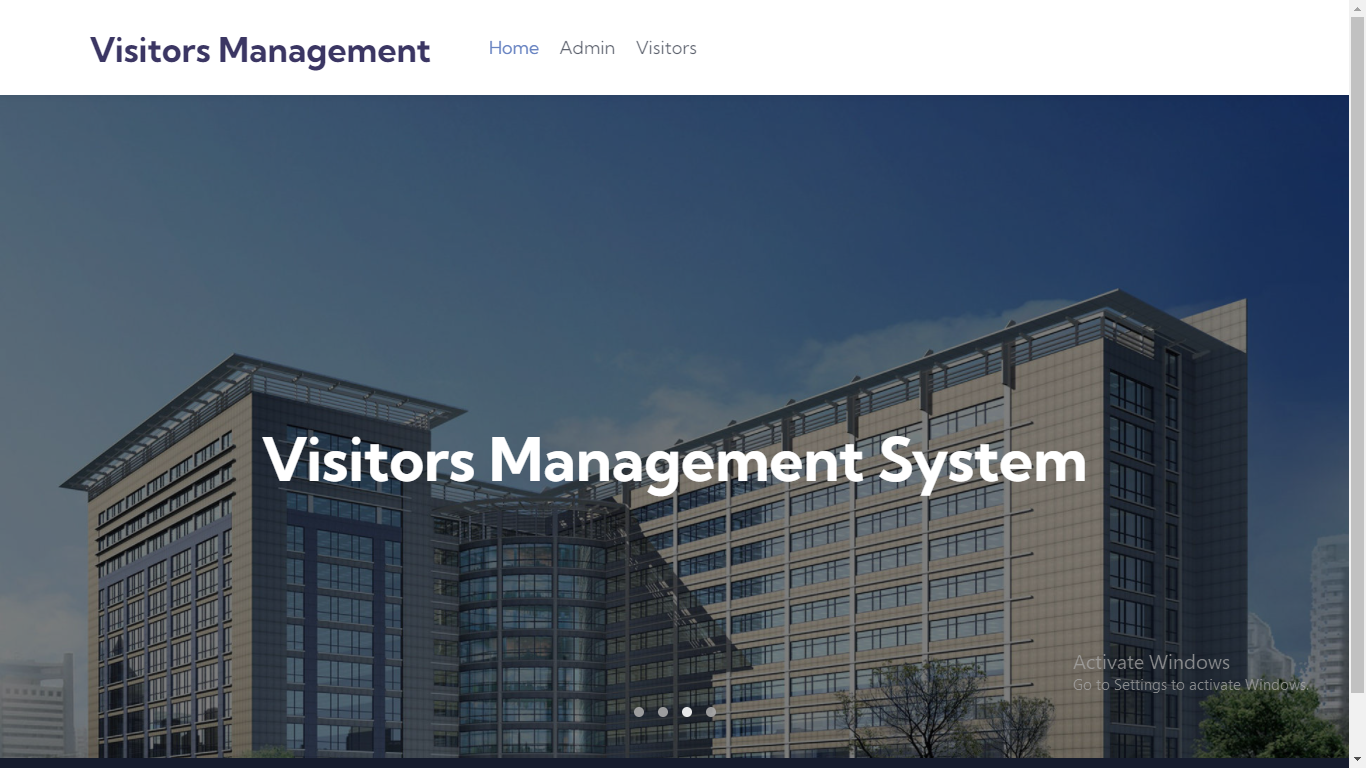 Visitors Management
Home Admin Visitors
Visitors Management System
Activate Windows
Go to Settings to activate Windows.